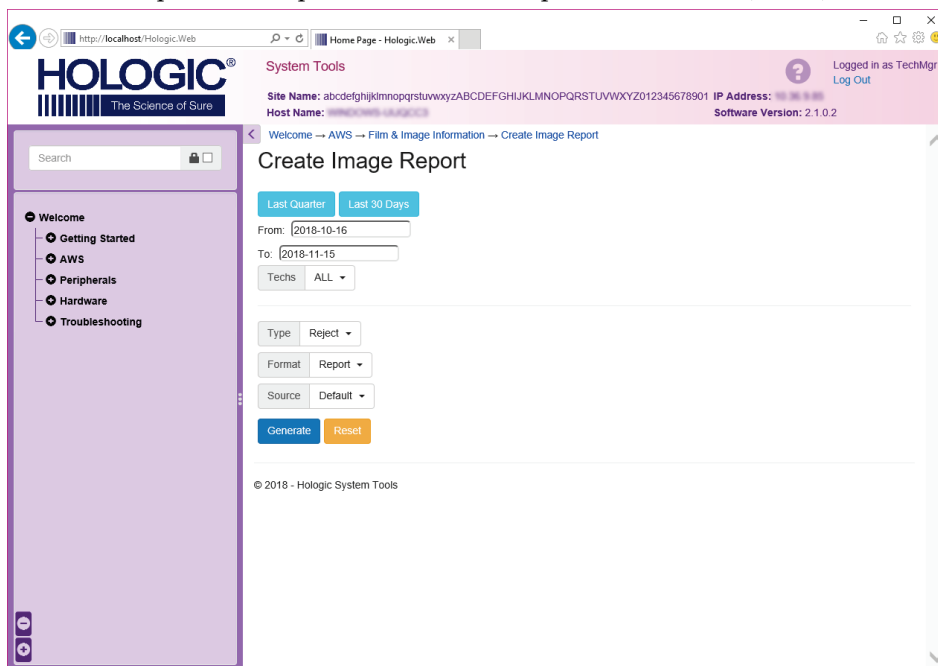 http://localhost/Hologic.Web
Home Page - Hologic.Web
HOLOGIC®
The Science of Sure
System Tools
Logged in as TechMgr
Log Out
Site Name: abcdefghijklmnopqrstuvwxyzABCDEFGHIJKLMNOPQRSTUVWXYZ012345678901 IP Address:
Host Name: Software Version: 2.1.0.2
Welcome → AWS → Film & Image Information → Create Image Report
Search
Create Image Report
Last Quarter Last 30 Days
From: 2018-10-16
To: 2018-11-15
Techs ALL
Welcome
Getting Started
AWS
Peripherals
Hardware
Troubleshooting
Type Reject
Format Report
Source Default
Generate Reset
© 2018 - Hologic System Tools